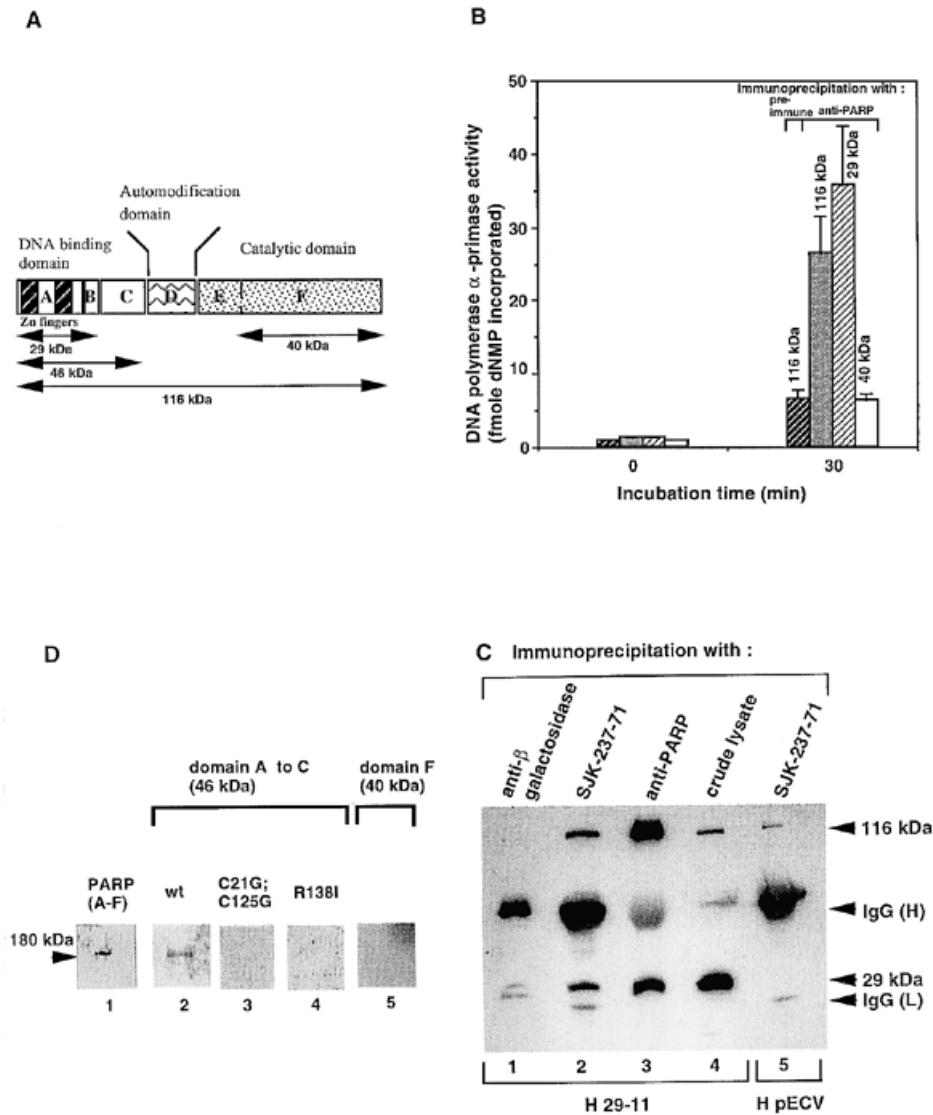 A
Automodification
domain
DNA binding
domain
Catalytic domain
A B C D E F
Zn fingers
29 kDa
40 kDa
46 kDa
116 kDa
B
DNA polymerase α -primase activity
(fmole dNMP incorporated)
50
40
30
20
10
0
Immunoprecipitation with :
pre-
immune
anti-PARP
116 kDa
116 kDa
29 kDa
40 kDa
0
30
Incubation time (min)
D
domain A to C
(46 kDa)
domain F
(40 kDa)
PARP
(A-F)
wt
C21G;
C125G
R138I
180 kDa
1 2 3 4 5
C Immunoprecipitation with :
anti-β
galactosidase
SJK-237-71
anti-PARP
crude lysate
SJK-237-71
116 kDa
IgG (H)
29 kDa
IgG (L)
1 2 3 4 5
H 29-11
H pECV